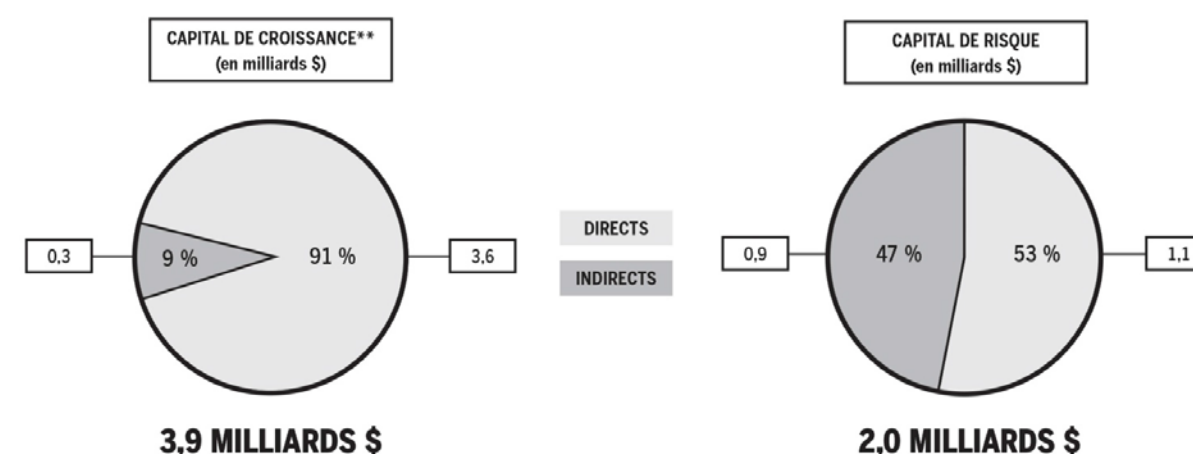 CAPITAL DE CROISSANCE**
(en milliards $)
0,3
9 %
91 %
3,6
3,9 MILLIARDS $
DIRECTS
INDIRECTS
CAPITAL DE RISQUE
(en milliards $)
0,9
47 %
53 %
1,1
2,0 MILLIARDS $